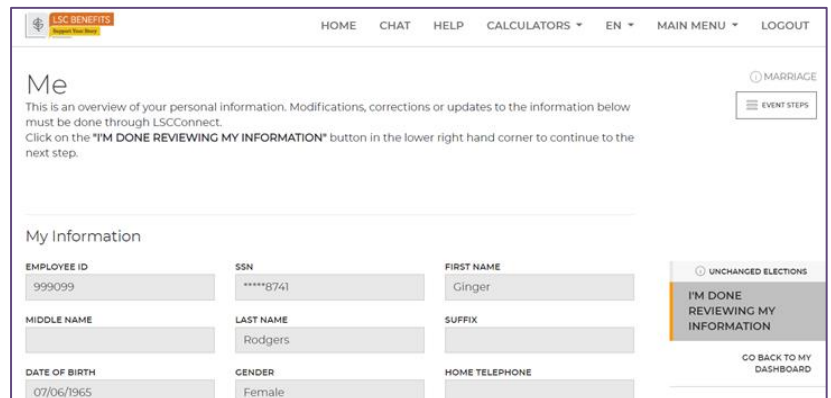 LSC BENEFITS
Support Your Story
HOME CHAT HELP CALCULATORS EN MAIN MENU LOGOUT
Me
MARRIAGE
This is an overview of your personal information. Modifications, corrections or updates to the information below
must be done through LSCConnect.
EVENT STEPS
Click on the "I'M DONE REVIEWING MY INFORMATION" button in the lower right hand corner to continue to the
next step.
My Information
EMPLOYEE ID SSN FIRST NAME
999099 *****8741 Ginger
MIDDLE NAME LAST NAME SUFFIX
Rodgers
DATE OF BIRTH GENDER HOME TELEPHONE
07/06/1965 Female
UNCHANGED ELECTIONS
I'M DONE
REVIEWING MY
INFORMATION
GO BACK TO MY
DASHBOARD